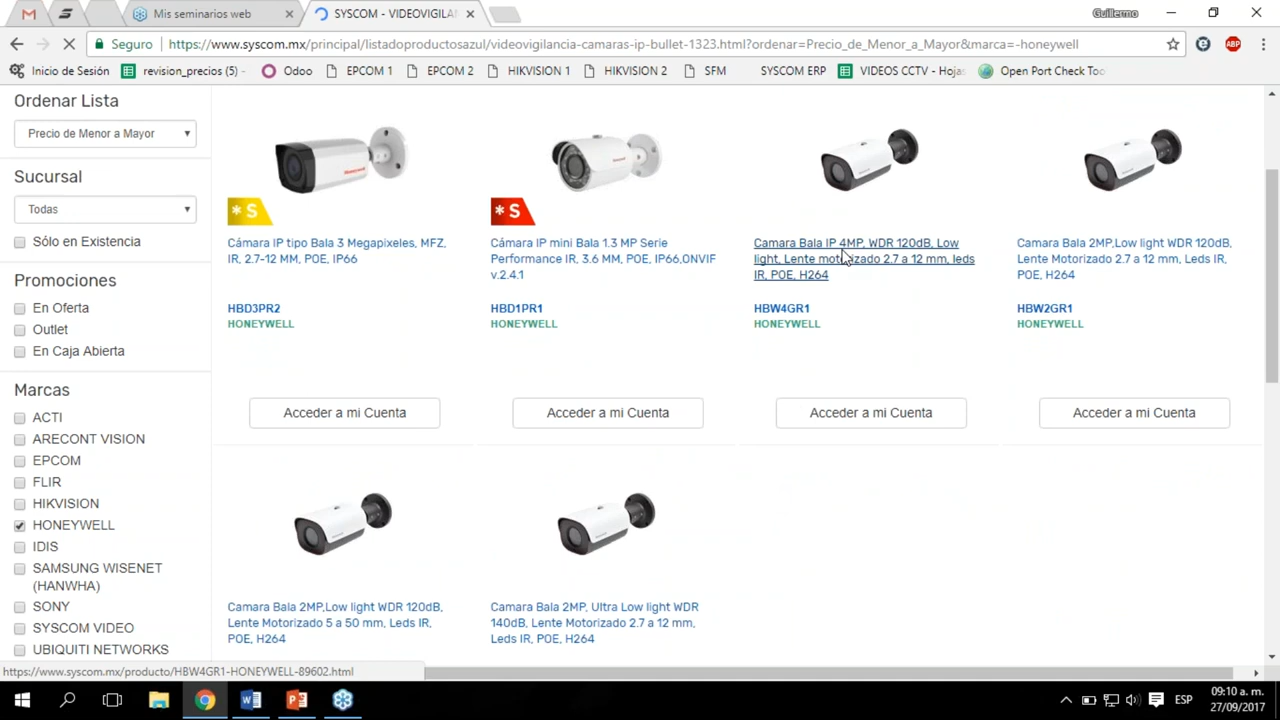 Mis seminarios web
SYSCOM - VIDEOVIGILAN
Guillermo
Seguro
https://www.syscom.mx/principal/listadoproductosazul/videovigilancia-camaras-ip-bullet-1323.html?ordenar=Precio_de_Menor_a_Mayor&marca=-honeywell
ABP
Inicio de Sesión
revision_precios (5) -
Odoo
EPCOM 1
EPCOM 2
HIKVISION 1
HIKVISION 2
SFM
SYSCOM ERP
VIDEOS CCTV - Hojas
Open Port Check Too
Ordenar Lista
Precio de Menor a Mayor
Sucursal
Todas
Sólo en Existencia
Promociones
En Oferta
Outlet
En Caja Abierta
Marcas
ACTI
ARECONT VISION
EPCOM
FLIR
HIKVISION
HONEYWELL
IDIS
SAMSUNG WISENET
(HANWHA)
SONY
SYSCOM VIDEO
UBIQUITI NETWORKS
* S
Cámara IP tipo Bala 3 Megapixeles, MFZ,
IR, 2.7-12 MM, POE, IP66
HBD3PR2
HONEYWELL
Acceder a mi Cuenta
* S
Cámara IP mini Bala 1.3 MP Serie
Performance IR, 3.6 MM, POE, IP66,ONVIF
v.2.4.1
HBD1PR1
HONEYWELL
Acceder a mi Cuenta
Camara Bala IP 4MP, WDR 120dB, Low
light, Lente motorizado 2.7 a 12 mm, leds
IR, POE, H264
HBW4GR1
HONEYWELL
Acceder a mi Cuenta
Camara Bala 2MP,Low light WDR 120dB,
Lente Motorizado 2.7 a 12 mm, Leds IR,
POE, H264
HBW2GR1
HONEYWELL
Acceder a mi Cuenta
Camara Bala 2MP,Low light WDR 120dB,
Lente Motorizado 5 a 50 mm, Leds IR,
POE, H264
Camara Bala 2MP, Ultra Low light WDR
140dB, Lente Motorizado 2.7 a 12 mm,
Leds IR, POE, H264
https://www.syscom.mx/producto/HBW4GR1-HONEYWELL-89602.html
ESP
09:10 a. m.
27/09/2017